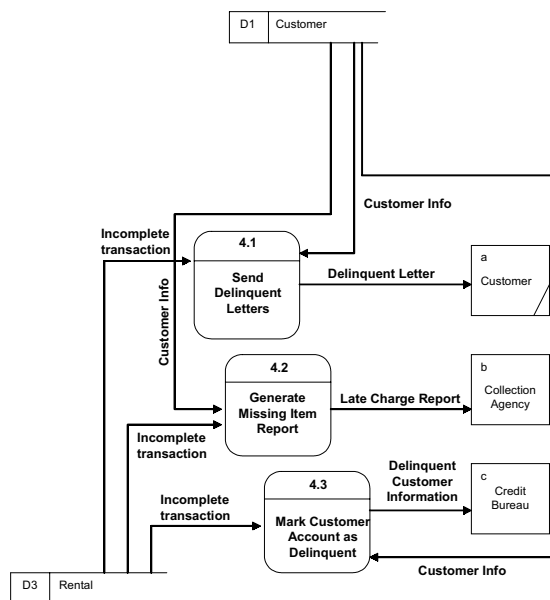 D1 Customer
Customer Info
Incomplete
transaction
4.1
Send
Delinquent
Letters
Delinquent Letter
a
Customer
Customer Info
4.2
Generate
Missing Item
Report
Late Charge Report
b
Collection
Agency
Incomplete
transaction
Delinquent
Customer
Information
c
Credit
Bureau
4.3
Mark Customer
Account as
Delinquent
Incomplete
transaction
Customer Info
D3 Rental